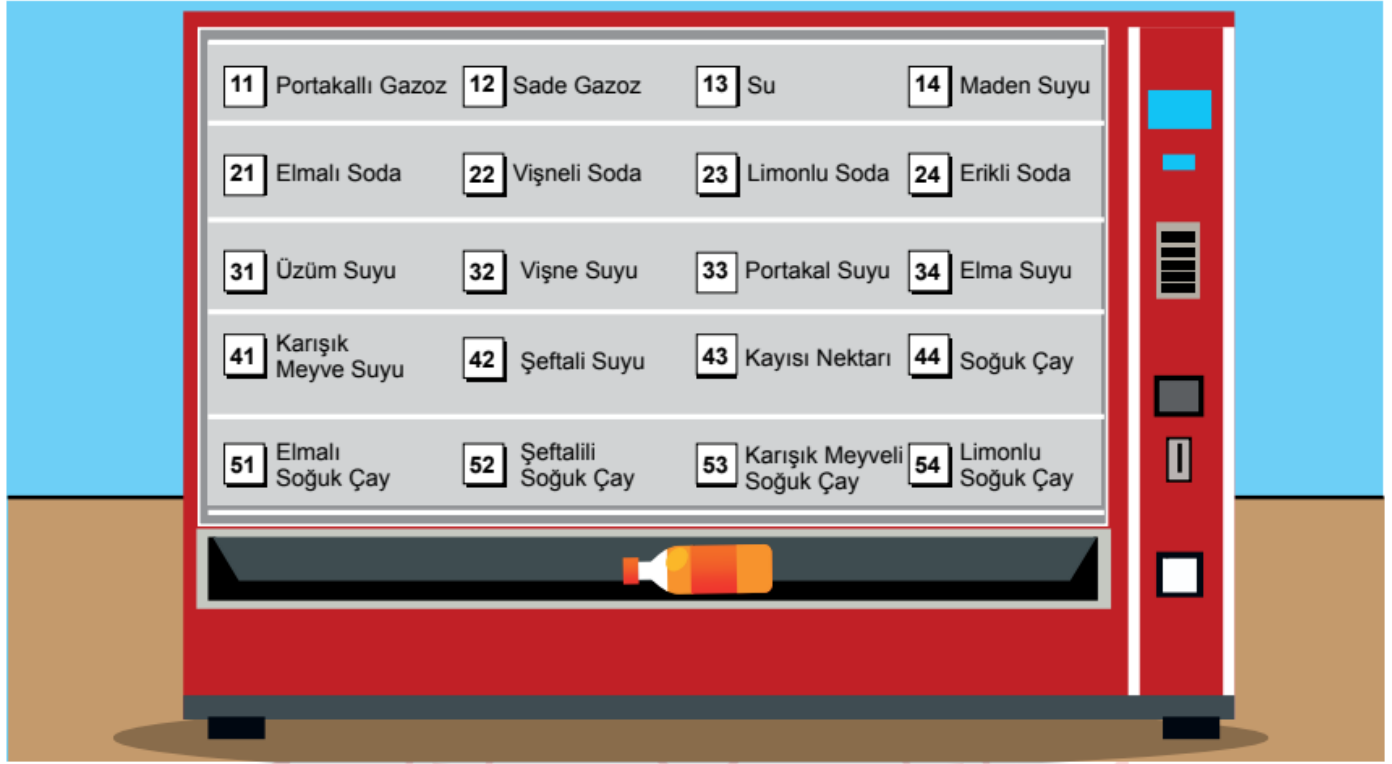 11 Portakallı Gazoz 12 Sade Gazoz 13 Su 14 Maden Suyu
21 Elmalı Soda 22 Vişneli Soda 23 Limonlu Soda 24 Erikli Soda
31 Üzüm Suyu 32 Vişne Suyu 33 Portakal Suyu 34 Elma Suyu
41 Karışık
Meyve Suyu
42 Şeftali Suyu 43 Kayısı Nektarı 44 Soğuk Çay
51 Elmalı
Soğuk Çay
52 Şeftalili
Soğuk Çay
53 Karışık Meyveli
Soğuk Çay
54 Limonlu
Soğuk Çay